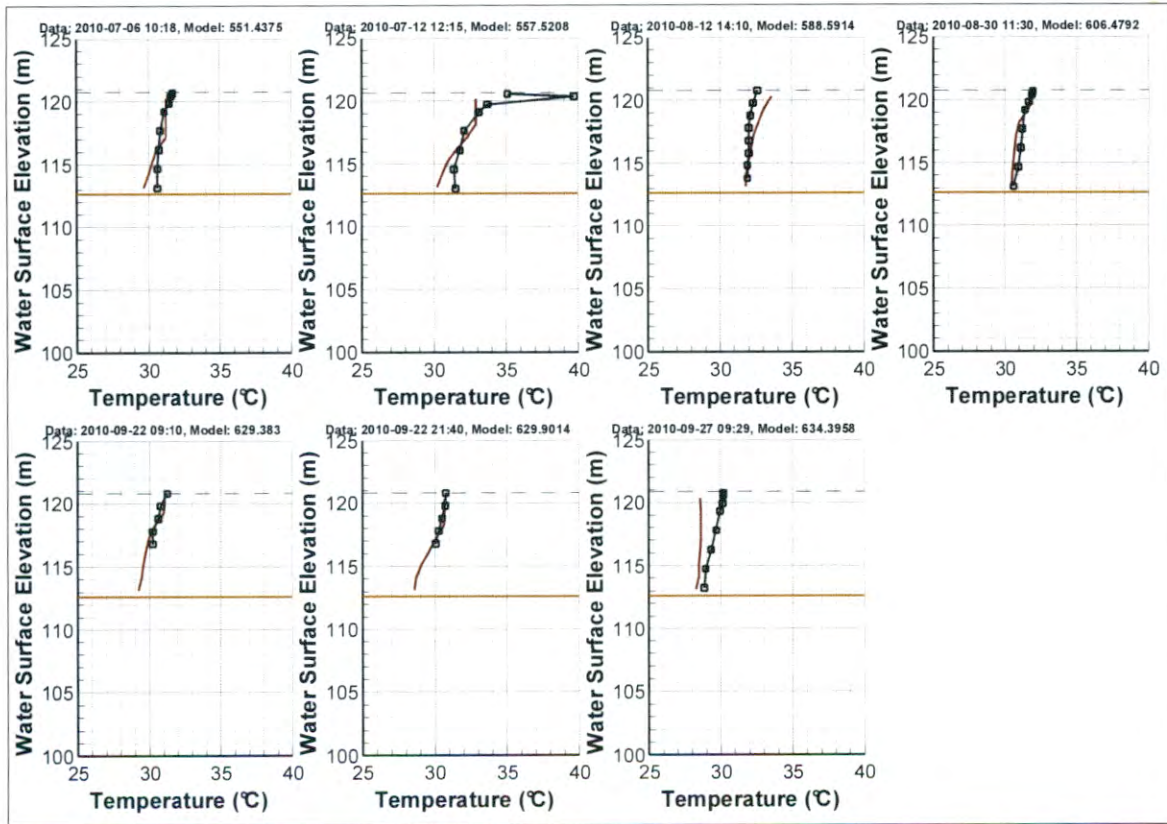 Data: 2010-07-06 10:18, Model: 551.4375
125
120
115
110
105
100
Water Surface Elevation (m)
25 30 35 40
Temperature (°C)
Data: 2010-07-12 12:15, Model: 557.5208
125
120
115
110
105
100
Water Surface Elevation (m)
25 30 35 40
Temperature (°C)
Data: 2010-08-12 14:10, Model: 588.5914
125
120
115
110
105
100
Water Surface Elevation (m)
25 30 35 40
Temperature (°C)
Data: 2010-08-30 11:30, Model: 606.4792
125
120
115
110
105
100
Water Surface Elevation (m)
25 30 35 40
Temperature (°C)
Data: 2010-09-22 09:10, Model: 629.383
125
120
115
110
105
100
Water Surface Elevation (m)
25 30 35 40
Temperature (°C)
Data: 2010-09-22 21:40, Model: 629.9014
125
120
115
110
105
100
Water Surface Elevation (m)
25 30 35 40
Temperature (°C)
Data: 2010-09-27 09:29, Model: 634.3958
125
120
115
110
105
100
Water Surface Elevation (m)
25 30 35 40
Temperature (°C)